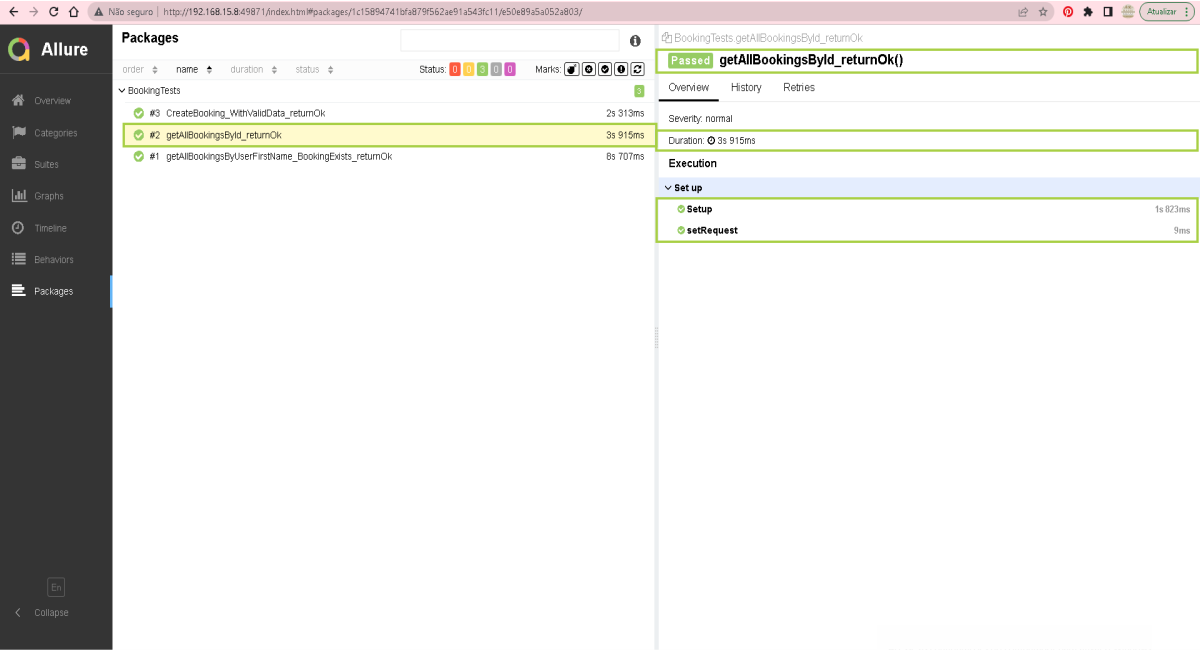 Não seguro | http://192.168.15.8:49871/index.html#packages/1c15894741bfa879f562ae91a543fc11/e50e89a5a052a803/
Atualizar
Allure
Overview
Categories
Suites
Graphs
Timeline
Behaviors
Packages
En
Collapse
Packages
order name duration status Status: 0 0 3 0 0 Marks:
BookingTests 3
#3 CreateBooking_WithValidData_returnOk 2s 313ms
#2 getAllBookingsById_returnOk 3s 915ms
#1 getAllBookingsByUserFirstName_BookingExists_returnOk 8s 707ms
BookingTests.getAllBookingsById_returnOk
Passed getAllBookingsById_returnOk()
Overview History Retries
Severity: normal
Duration: 3s 915ms
Execution
Set up
Setup 1s 823ms
setRequest 9ms